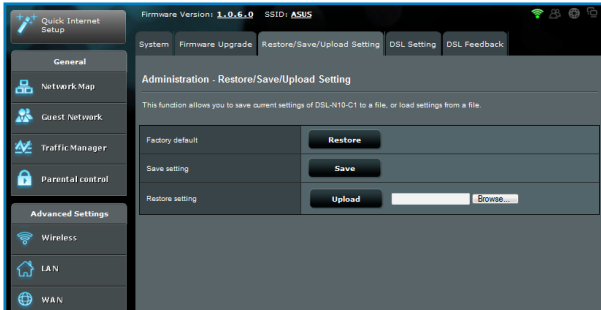 Quick Internet
Setup
General
Network Map
Guest Network
Traffic Manager
Parental control
Advanced Settings
Wireless
LAN
WAN
Firmware Version: 1.0.6.0 SSID: ASUS
System Firmware Upgrade Restore/Save/Upload Setting DSL Setting DSL Feedback
Administration - Restore/Save/Upload Setting
This function allows you to save current settings of DSL-N10-C1 to a file, or load settings from a file.
Factory default Restore
Save setting Save
Restore setting Upload Browse...